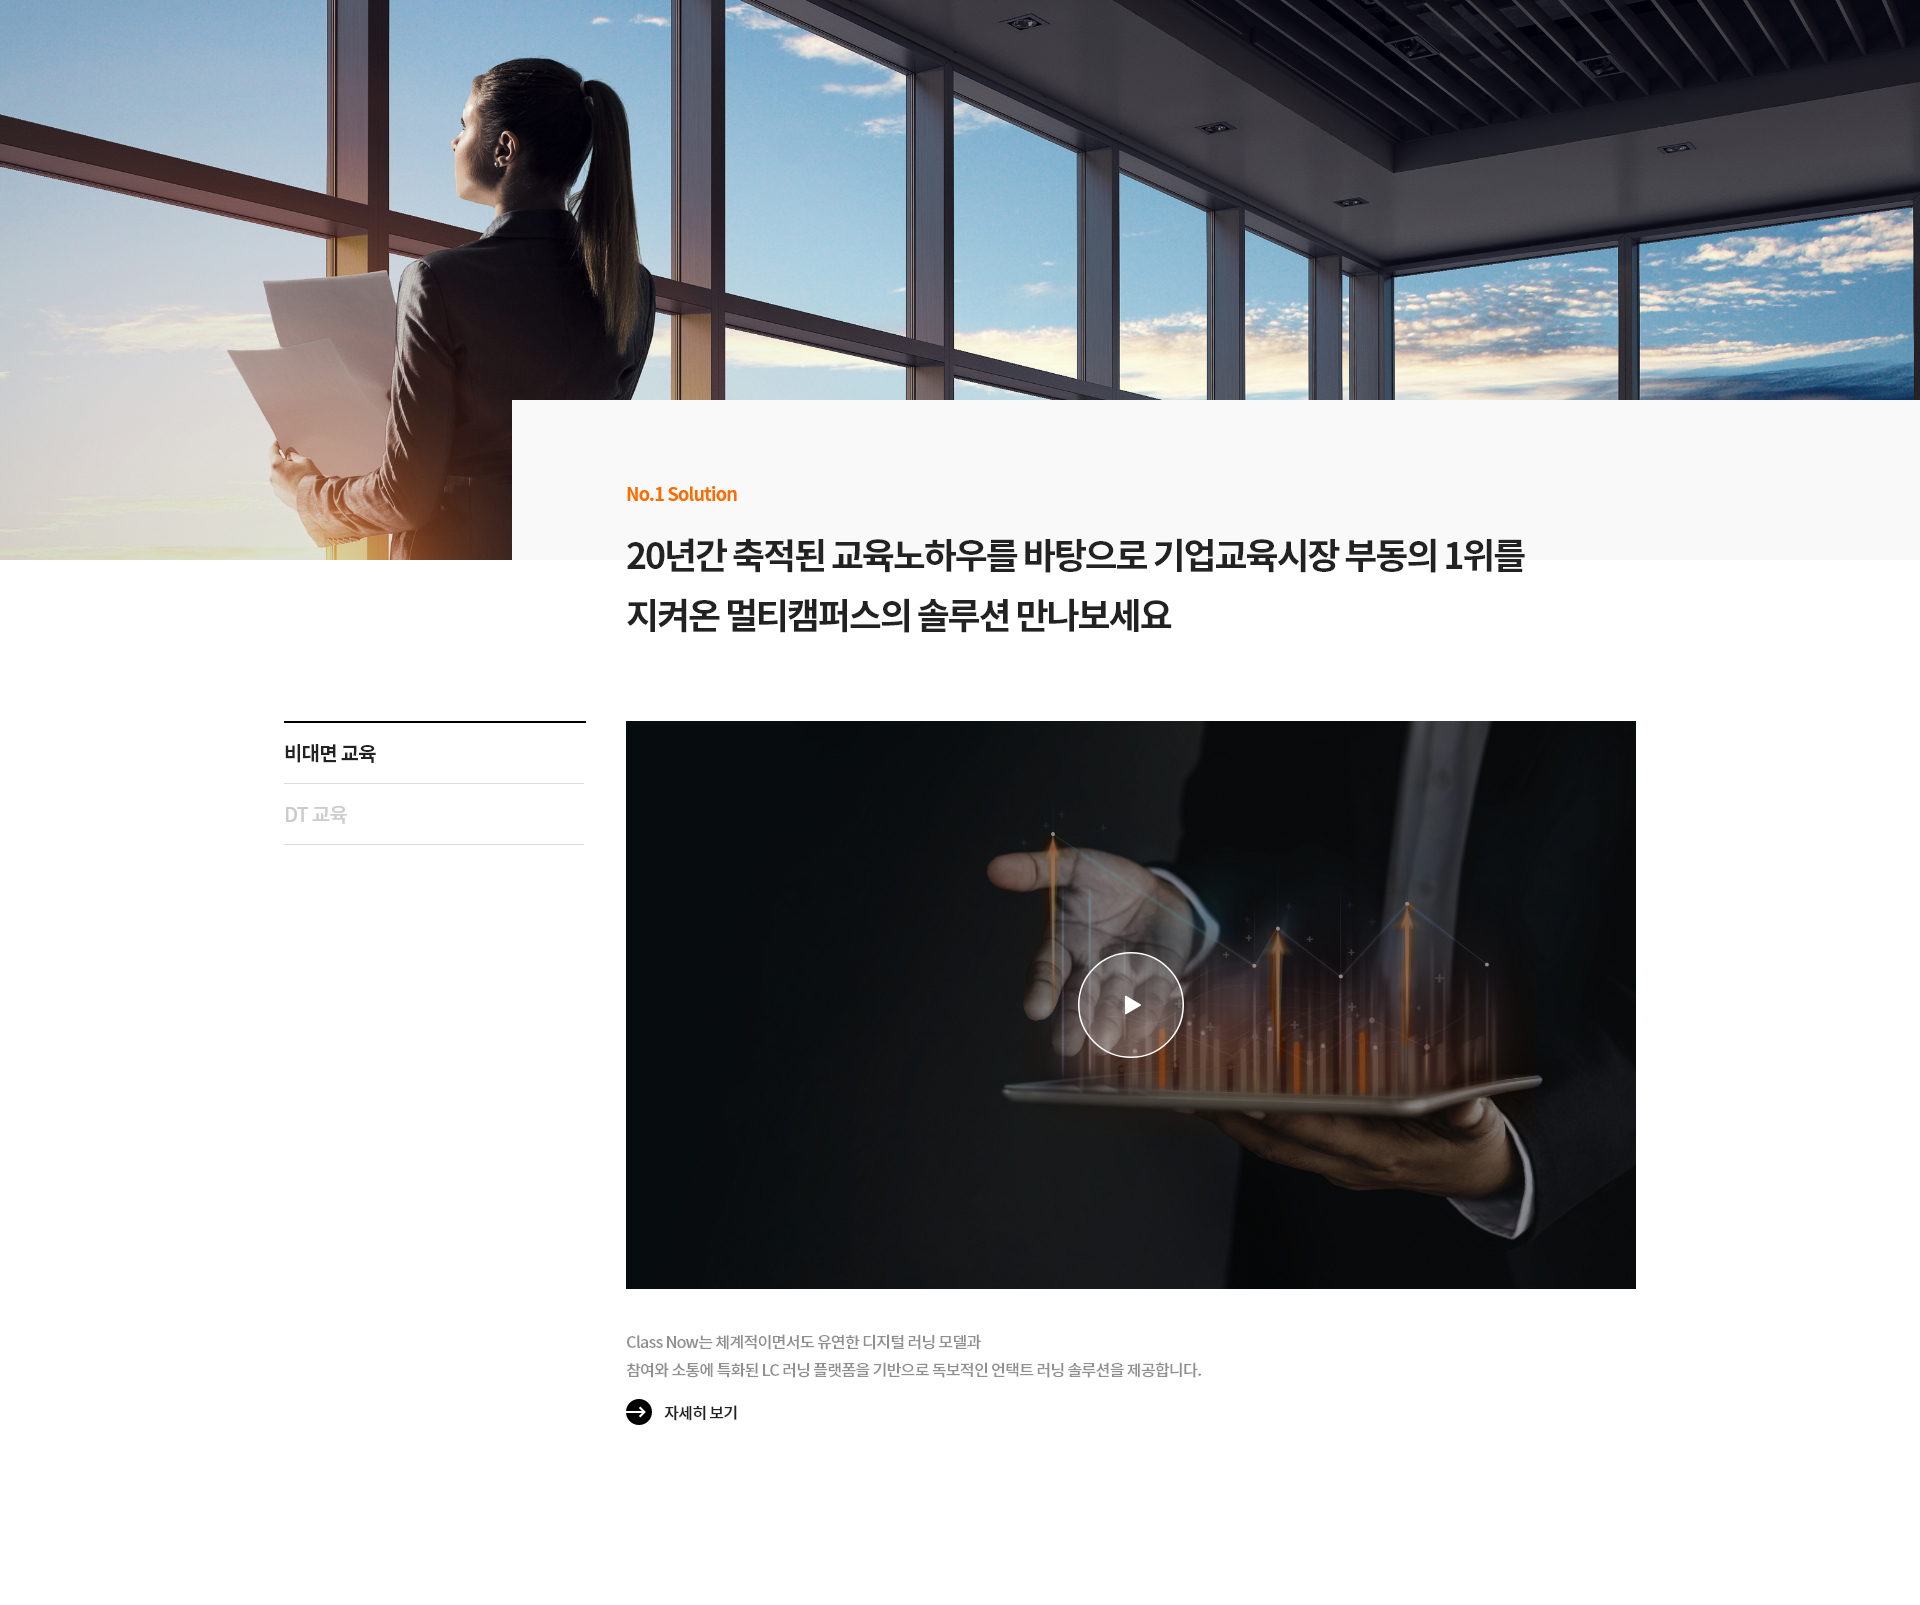 No.1 Solution
20년간 축적된 교육노하우를 바탕으로 기업교육시장 부동의 1위를
지켜온 멀티캠퍼스의 솔루션 만나보세요
비대면 교육
DT 교육
Class Now는 체계적이면서도 유연한 디지털 러닝 모델과
참여와 소통에 특화된 LC 러닝 플랫폼을 기반으로 독보적인 언택트 러닝 솔루션을 제공합니다.
자세히 보기